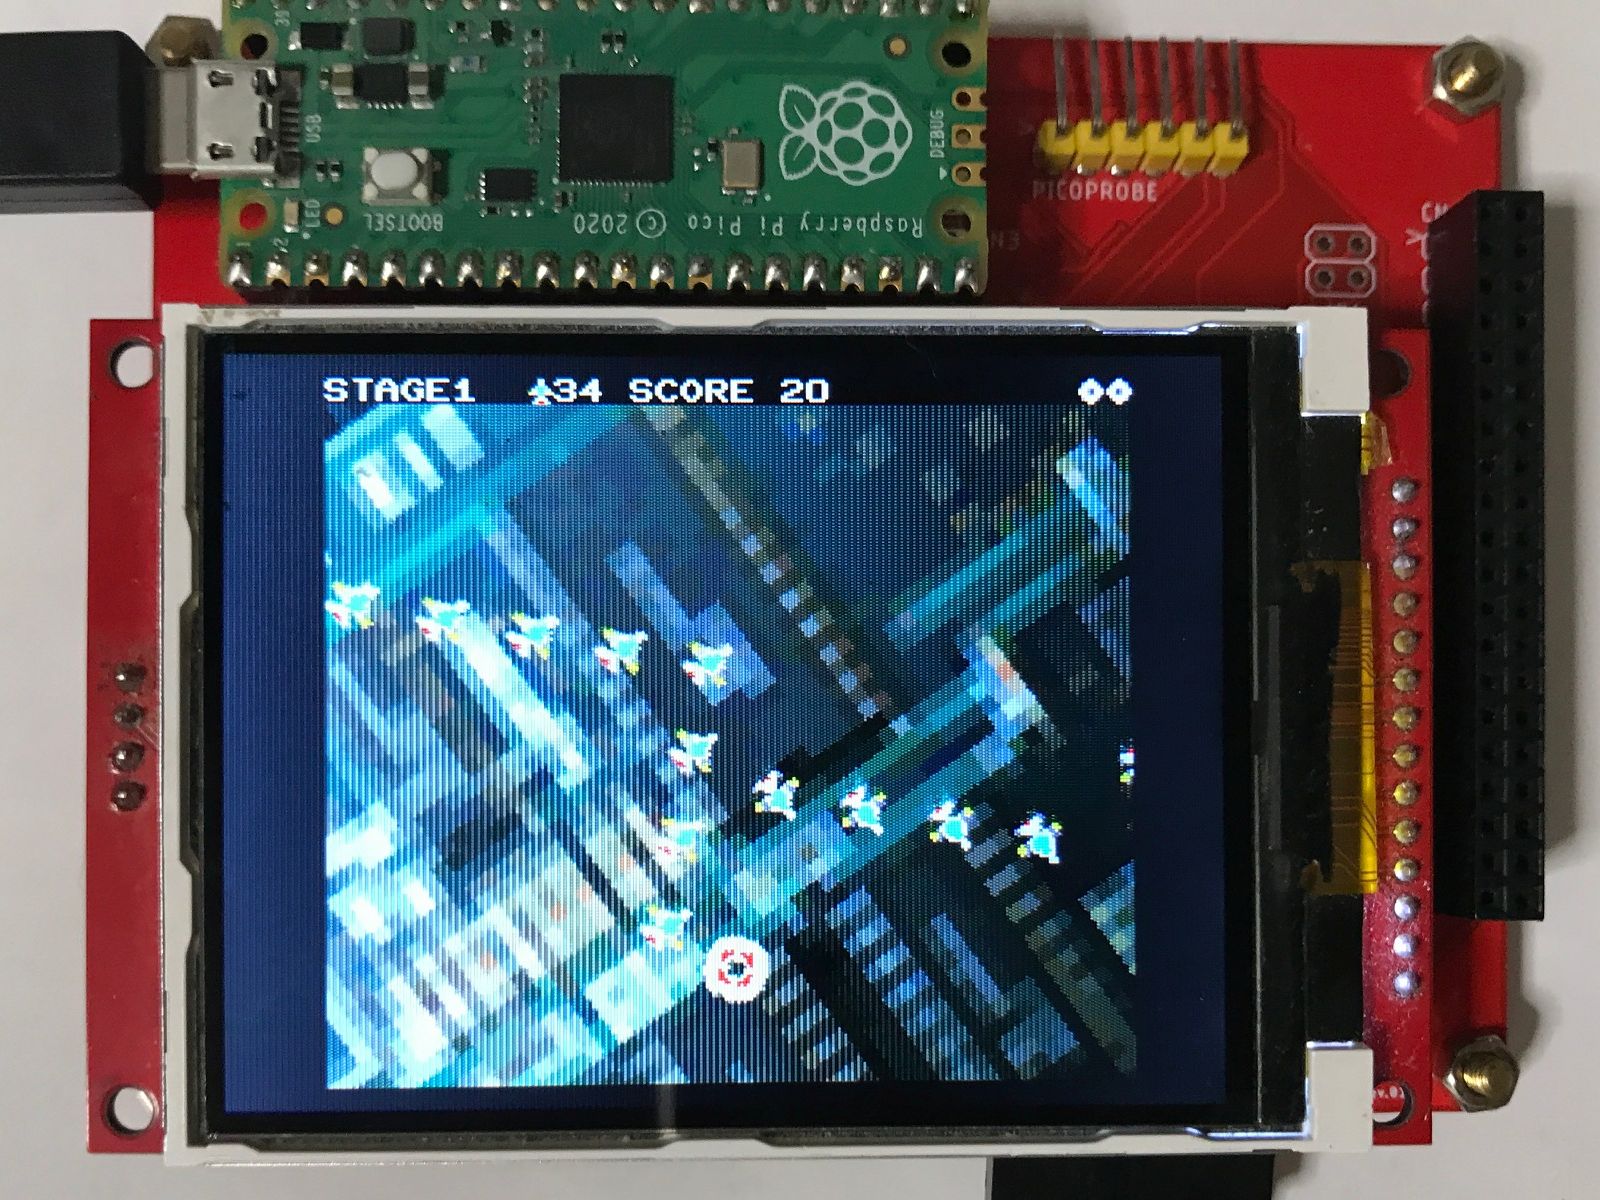 USB
DEBUG
PICOPROBE
LED
BOOTSEL
Raspberry Pi Pico © 2020
STAGE1 34 SCORE 20